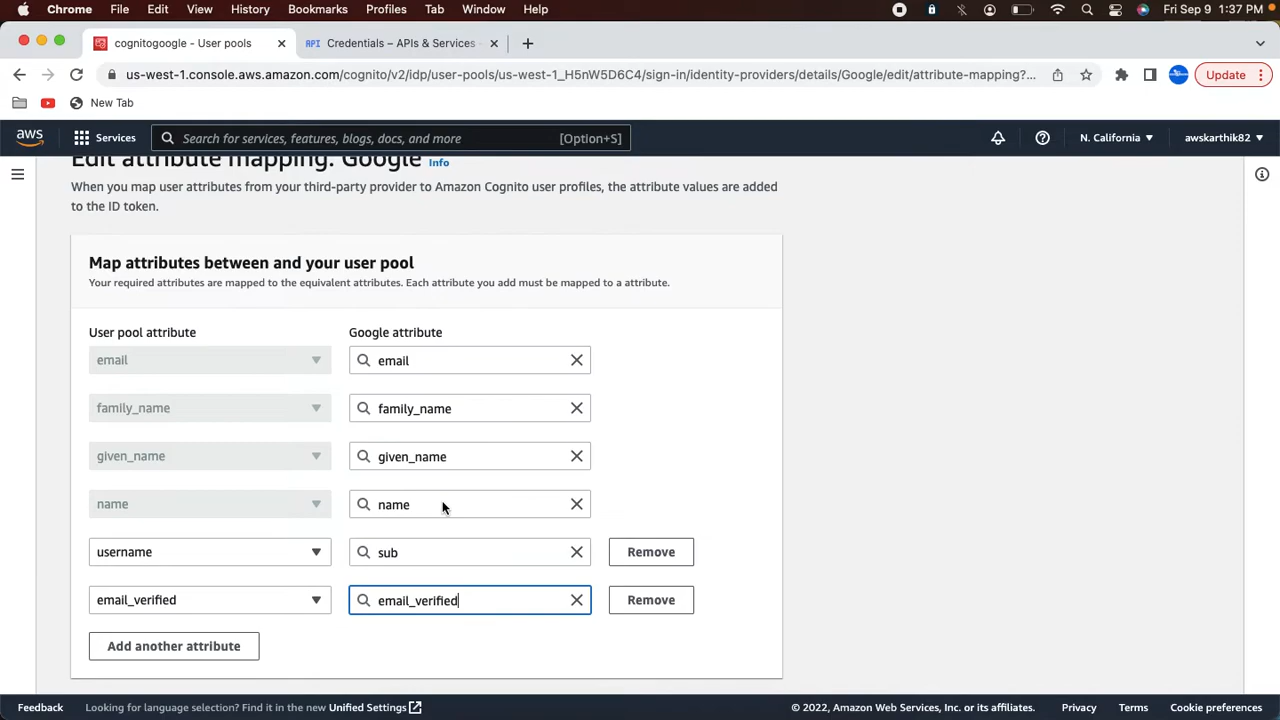 Chrome File Edit View History Bookmarks Profiles Tab Window Help Fri Sep 9 1:37 PM
cognitogoogle - User pools API Credentials – APIs & Services -
us-west-1.console.aws.amazon.com/cognito/v2/idp/user-pools/us-west-1_H5nW5D6C4/sign-in/identity-providers/details/Google/edit/attribute-mapping?... Update
New Tab
aws Services Search for services, features, blogs, docs, and more [Option+S] N. California awskarthik82
Edit attribute mapping: Google Info
When you map user attributes from your third-party provider to Amazon Cognito user profiles, the attribute values are added
to the ID token.
Map attributes between and your user pool
Your required attributes are mapped to the equivalent attributes. Each attribute you add must be mapped to a attribute.
User pool attribute Google attribute
email email
family_name family_name
given_name given_name
name name
username sub Remove
email_verified email_verified Remove
Add another attribute
Feedback Looking for language selection? Find it in the new Unified Settings © 2022, Amazon Web Services, Inc. or its affiliates. Privacy Terms Cookie preferences